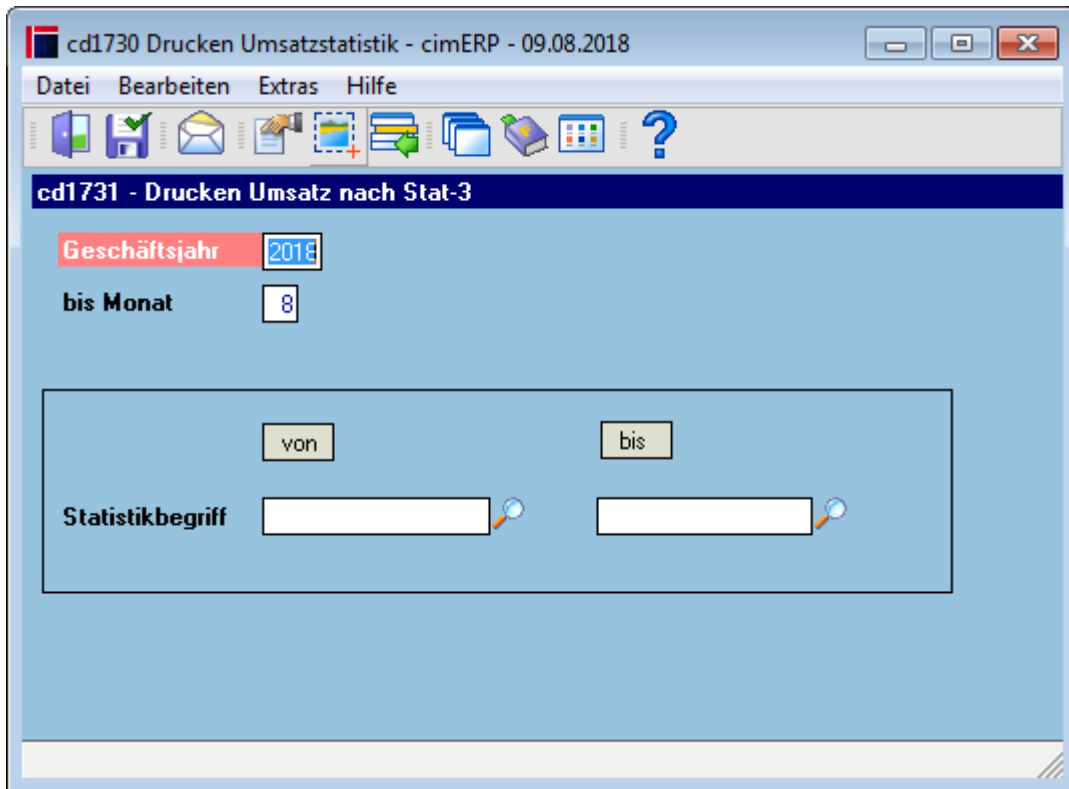 cd1730 Drucken Umsatzstatistik - cimERP - 09.08.2018
Datei Bearbeiten Extras Hilfe
cd1731 - Drucken Umsatz nach Stat-3
Geschäftsjahr 2018
bis Monat 8
von bis
Statistikbegriff